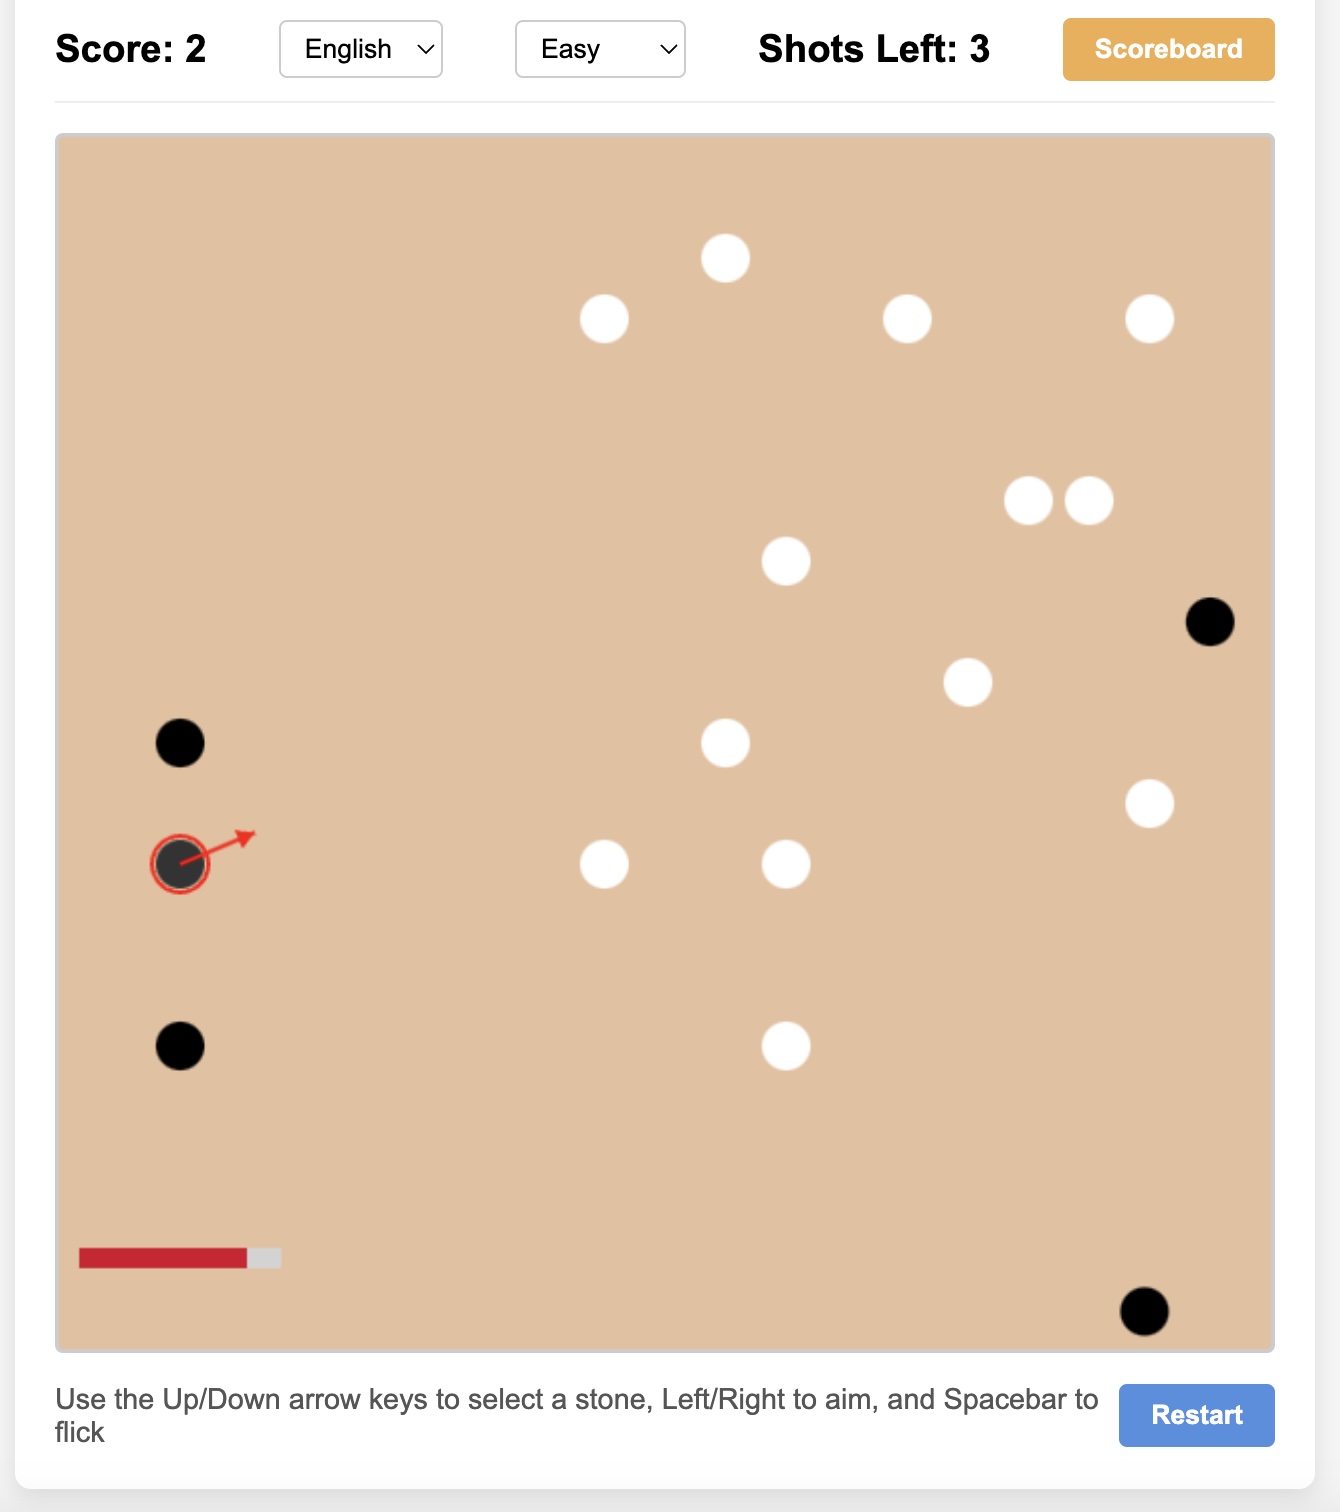 Score: 2
English
Easy
Shots Left: 3
Scoreboard
Use the Up/Down arrow keys to select a stone, Left/Right to aim, and Spacebar to
flick
Restart